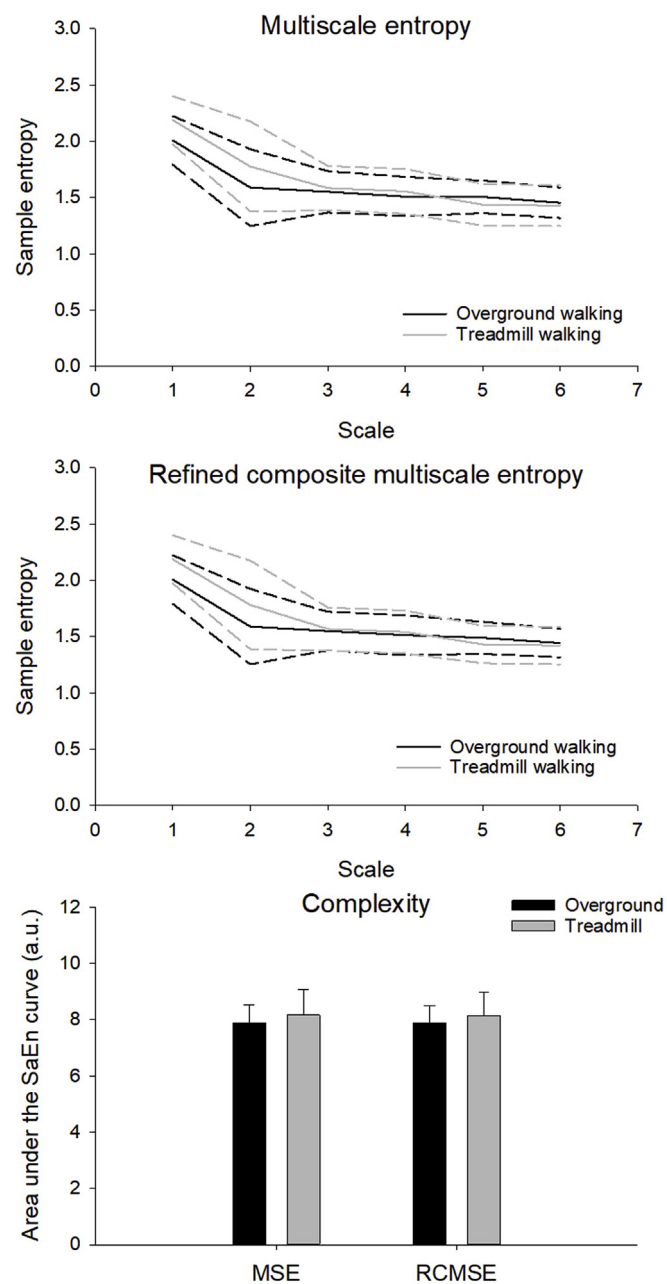 Multiscale entropy
3.0
2.5
2.0
1.5
1.0
0.5
0.0
Sample entropy
Overground walking
Treadmill walking
0 1 2 3 4 5 6 7
Scale
Refined composite multiscale entropy
3.0
2.5
2.0
1.5
1.0
0.5
0.0
Sample entropy
Overground walking
Treadmill walking
0 1 2 3 4 5 6 7
Scale
Complexity
Overground
Treadmill
12
10
8
6
4
2
0
Area under the SaEn curve (a.u.)
MSE RCMSE